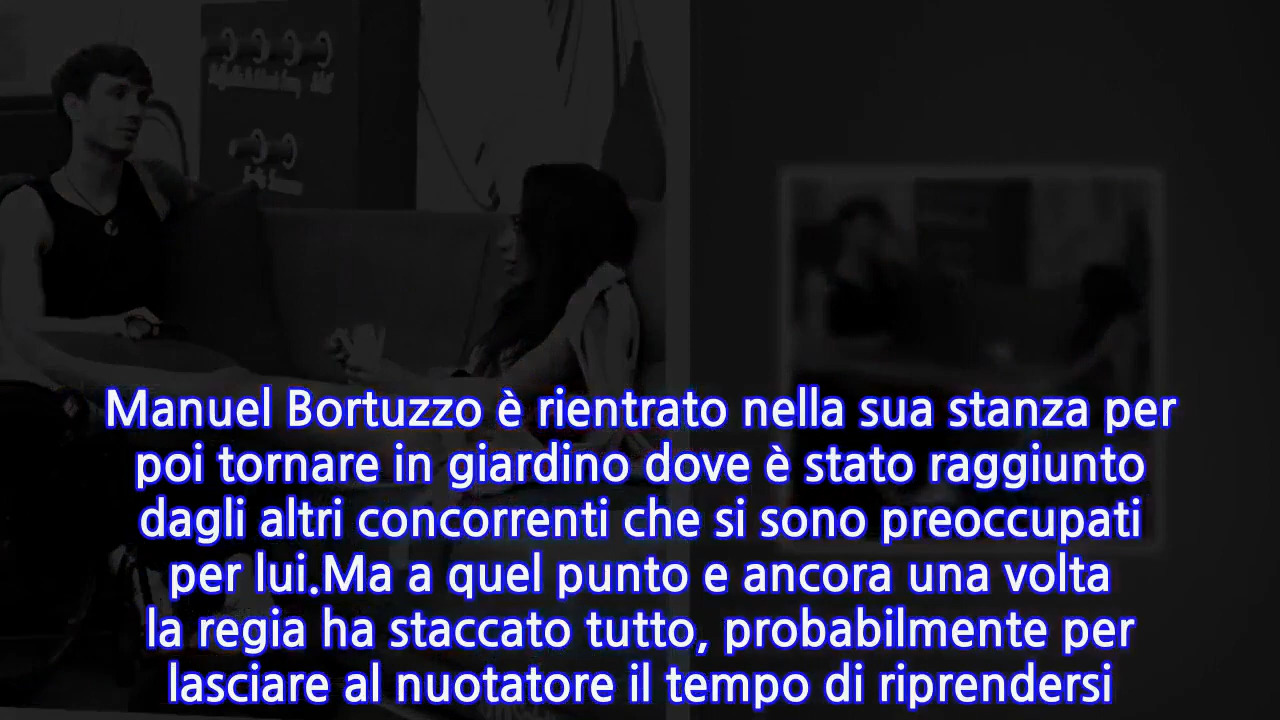 Manuel Bortuzzo è rientrato nella sua stanza per
poi tornare in giardino dove è stato raggiunto
dagli altri concorrenti che si sono preoccupati
per lui.Ma a quel punto e ancora una volta
la regia ha staccato tutto, probabilmente per
lasciare al nuotatore il tempo di riprendersi